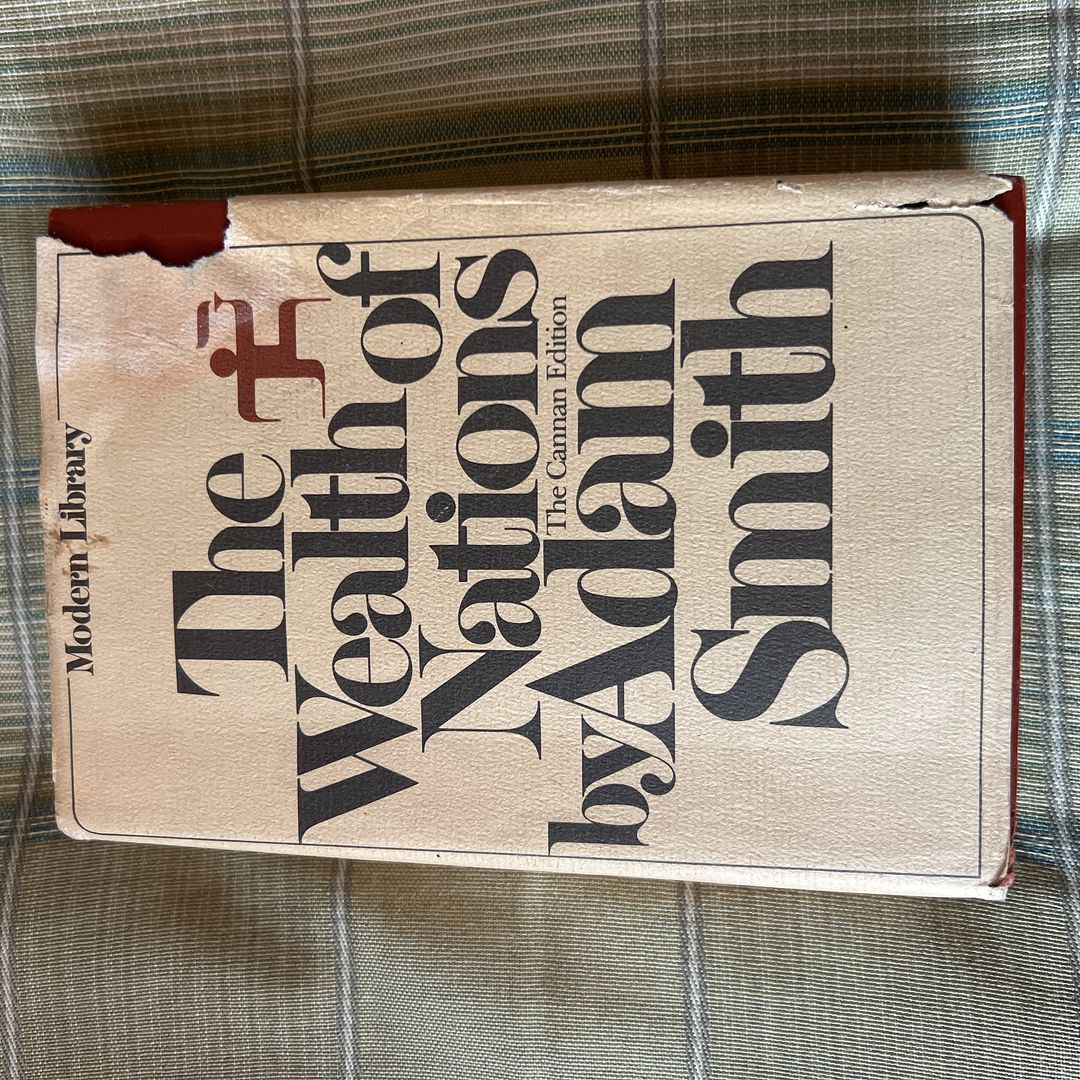 Modern Library
The
Wealth of
Nations
The Cannan Edition
by Adam
Smith